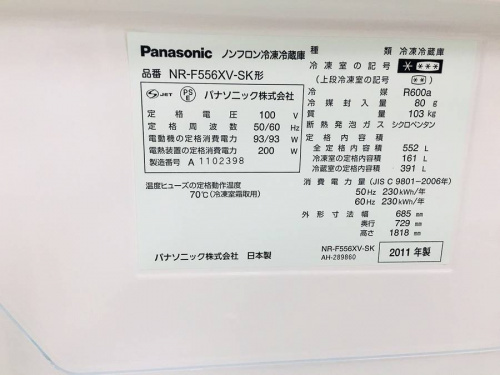 Panasonic ノンフロン冷凍冷蔵庫
品番 NR-F556XV-SK形
JET PSE パナソニック株式会社
定格電圧 100 V
定格周波数 50/60 Hz
電動機の定格消費電力 93/93 W
電熱装置の定格消費電力 200 W
製造番号 A 1102398
温度ヒューズの定格動作温度
70℃(冷凍室霜取用)
パナソニック株式会社 日本製
種類 冷凍冷蔵庫
冷凍室の記号
(上段冷凍室の記号)
冷媒 R600a
冷媒封入量 80 g
質量 103 kg
断熱発泡ガス シクロペンタン
定格内容積
全定格内容積 552 L
冷凍室の定格内容積 161 L
冷蔵室の定格内容積 391 L
消費電力量(JIS C 9801-2006年)
50 Hz 230 kWh/年
60 Hz 230 kWh/年
外形寸法 幅 685 mm
奥行 729 mm
高さ 1818 mm
NR-F556XV-SK
AH-289860
2011年製